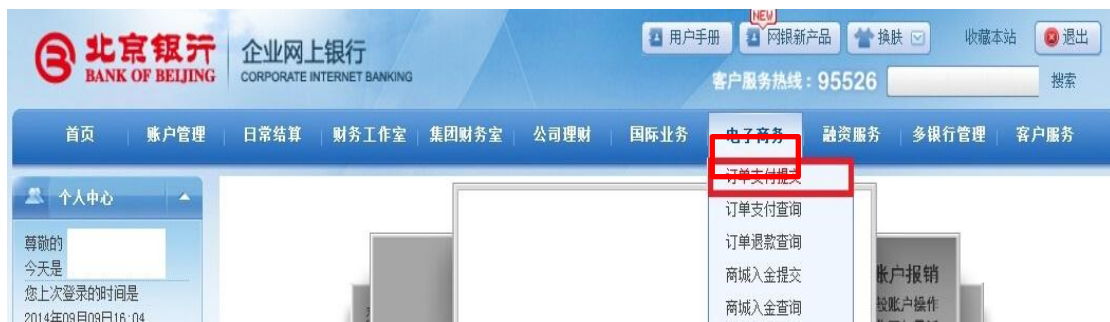 用户手册 NEW 网银新产品 换肤 收藏本站 退出
北京银行 企业网上银行
BANK OF BEIJING CORPORATE INTERNET BANKING
客户服务热线：95526 搜索
首页 账户管理 日常结算 财务工作室 集团财务室 公司理财 国际业务 电子商务 融资服务 多银行管理 客户服务
个人中心
订单支付提交
订单支付查询
尊敬的
订单退款查询
今天是
商城入金提交
账户报销
您上次登录的时间是
商城入金查询
账户操作
2014年09月09日16:04